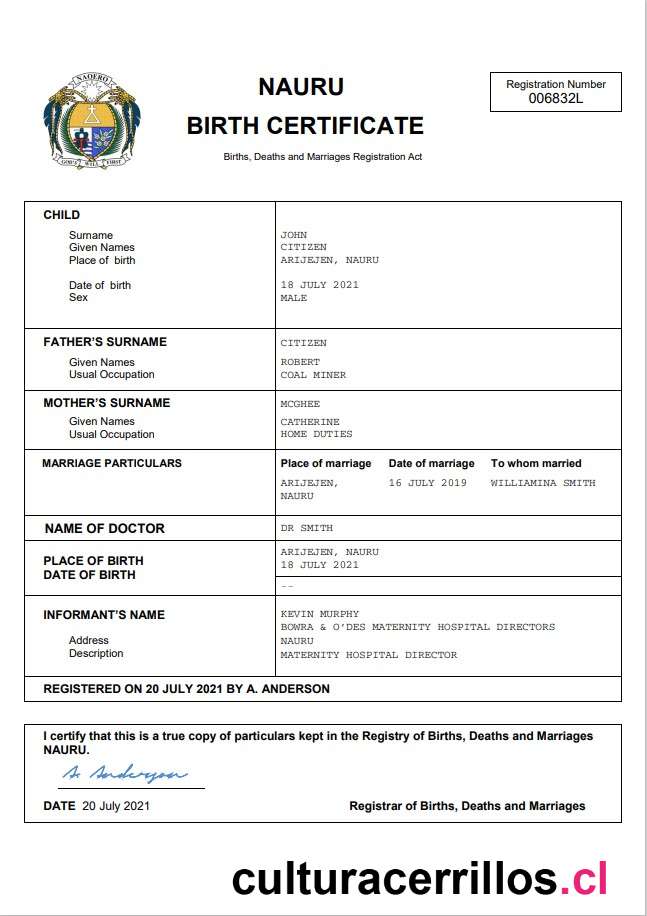 NAOERO
GOD'S WILL FIRST
NAURU
BIRTH CERTIFICATE
Births, Deaths and Marriages Registration Act
Registration Number
006832L
CHILD
Surname JOHN
Given Names CITIZEN
Place of birth ARIJEJEN, NAURU
Date of birth 18 JULY 2021
Sex MALE
FATHER'S SURNAME CITIZEN
Given Names ROBERT
Usual Occupation COAL MINER
MOTHER'S SURNAME MCGHEE
Given Names CATHERINE
Usual Occupation HOME DUTIES
MARRIAGE PARTICULARS Place of marriage Date of marriage To whom married
ARIJEJEN, 16 JULY 2019 WILLIAMINA SMITH
NAURU
NAME OF DOCTOR DR SMITH
PLACE OF BIRTH ARIJEJEN, NAURU
DATE OF BIRTH 18 JULY 2021
--
INFORMANT'S NAME KEVIN MURPHY
BOWRA & O'DES MATERNITY HOSPITAL DIRECTORS
Address NAURU
Description MATERNITY HOSPITAL DIRECTOR
REGISTERED ON 20 JULY 2021 BY A. ANDERSON
I certify that this is a true copy of particulars kept in the Registry of Births, Deaths and Marriages
NAURU.
A. Anderson
DATE 20 July 2021 Registrar of Births, Deaths and Marriages
culturacerrillos.cl